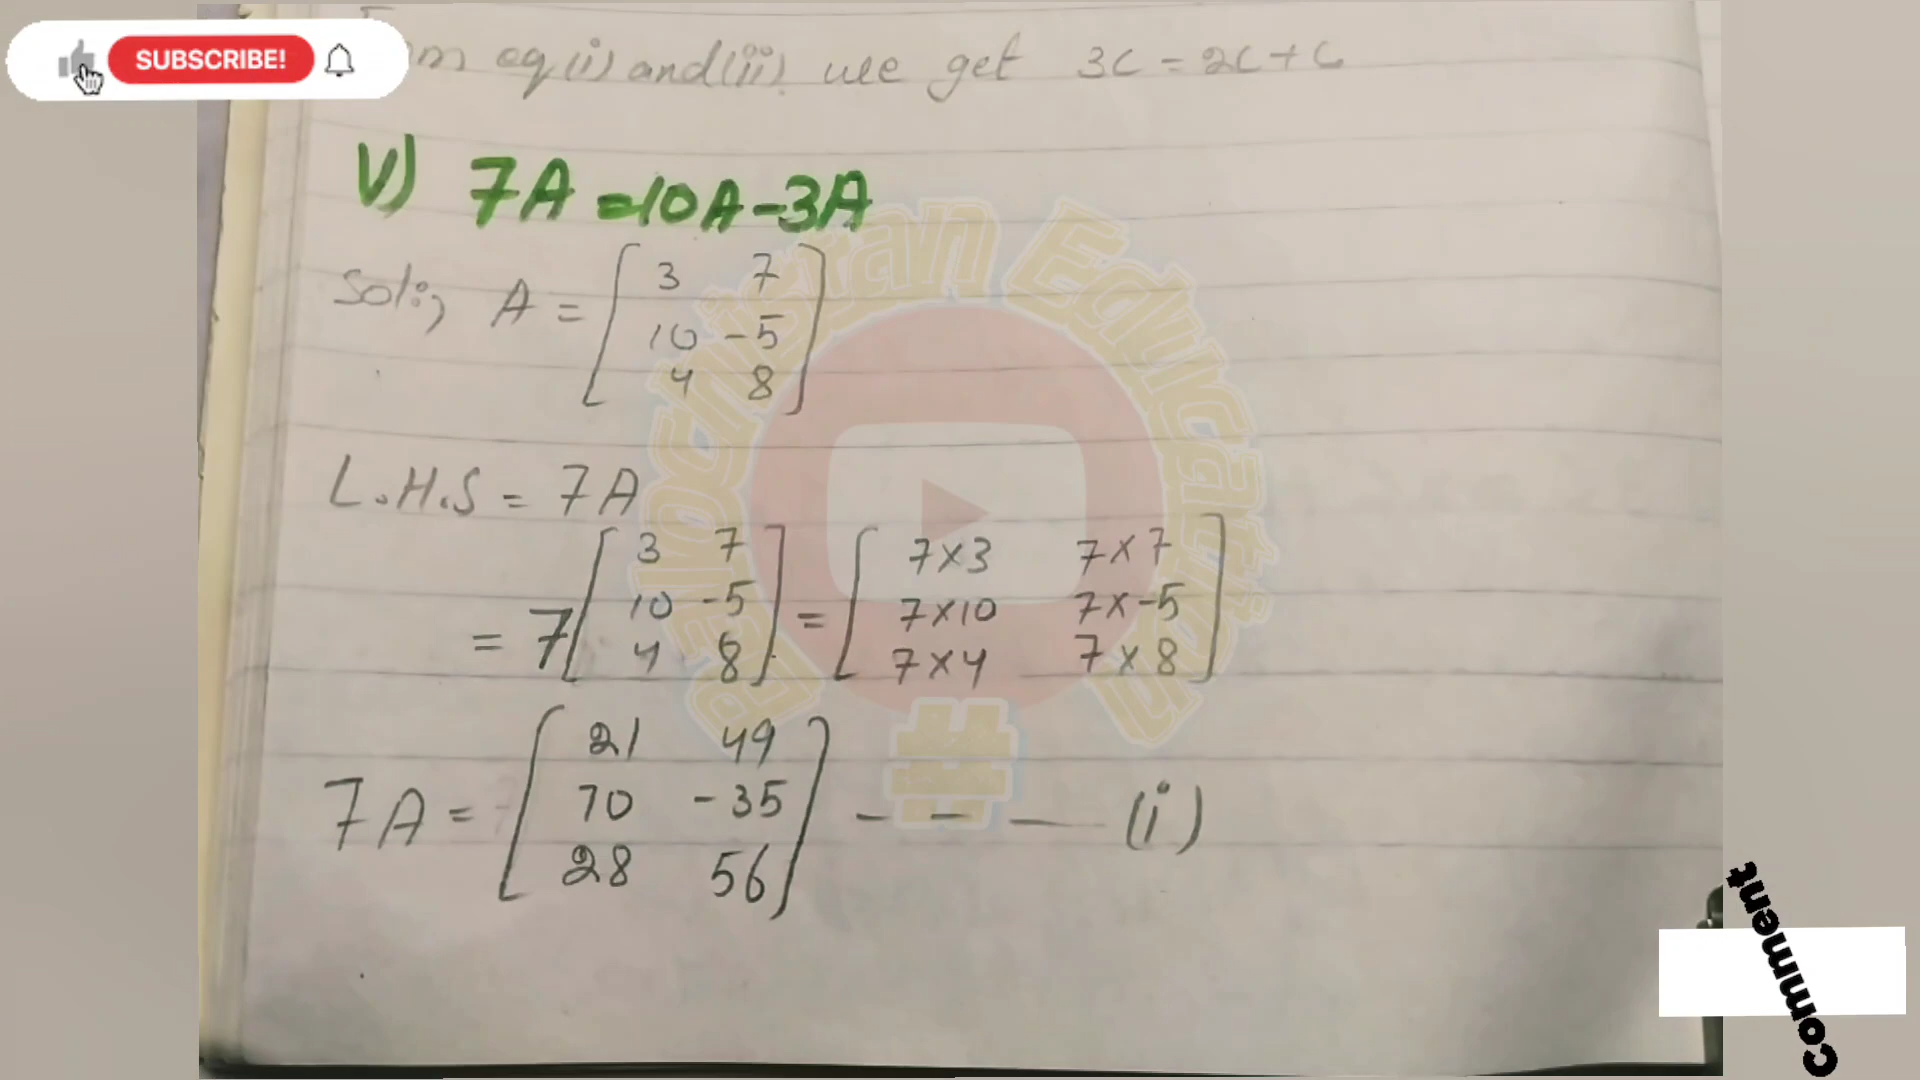 SUBSCRIBE!
m eq(i) and (ii) we get 3C = 2C + C
V) 7A = 10A - 3A
Sol:, A = [3 7
10 -5
4 8]
L.H.S = 7A
= 7[3 7
10 -5
4 8] = [7×3 7×7
7×10 7×-5
7×4 7×8]
7A = [21 49
70 -35
28 56] - - — (i)
Balochistan Education
#
Comment